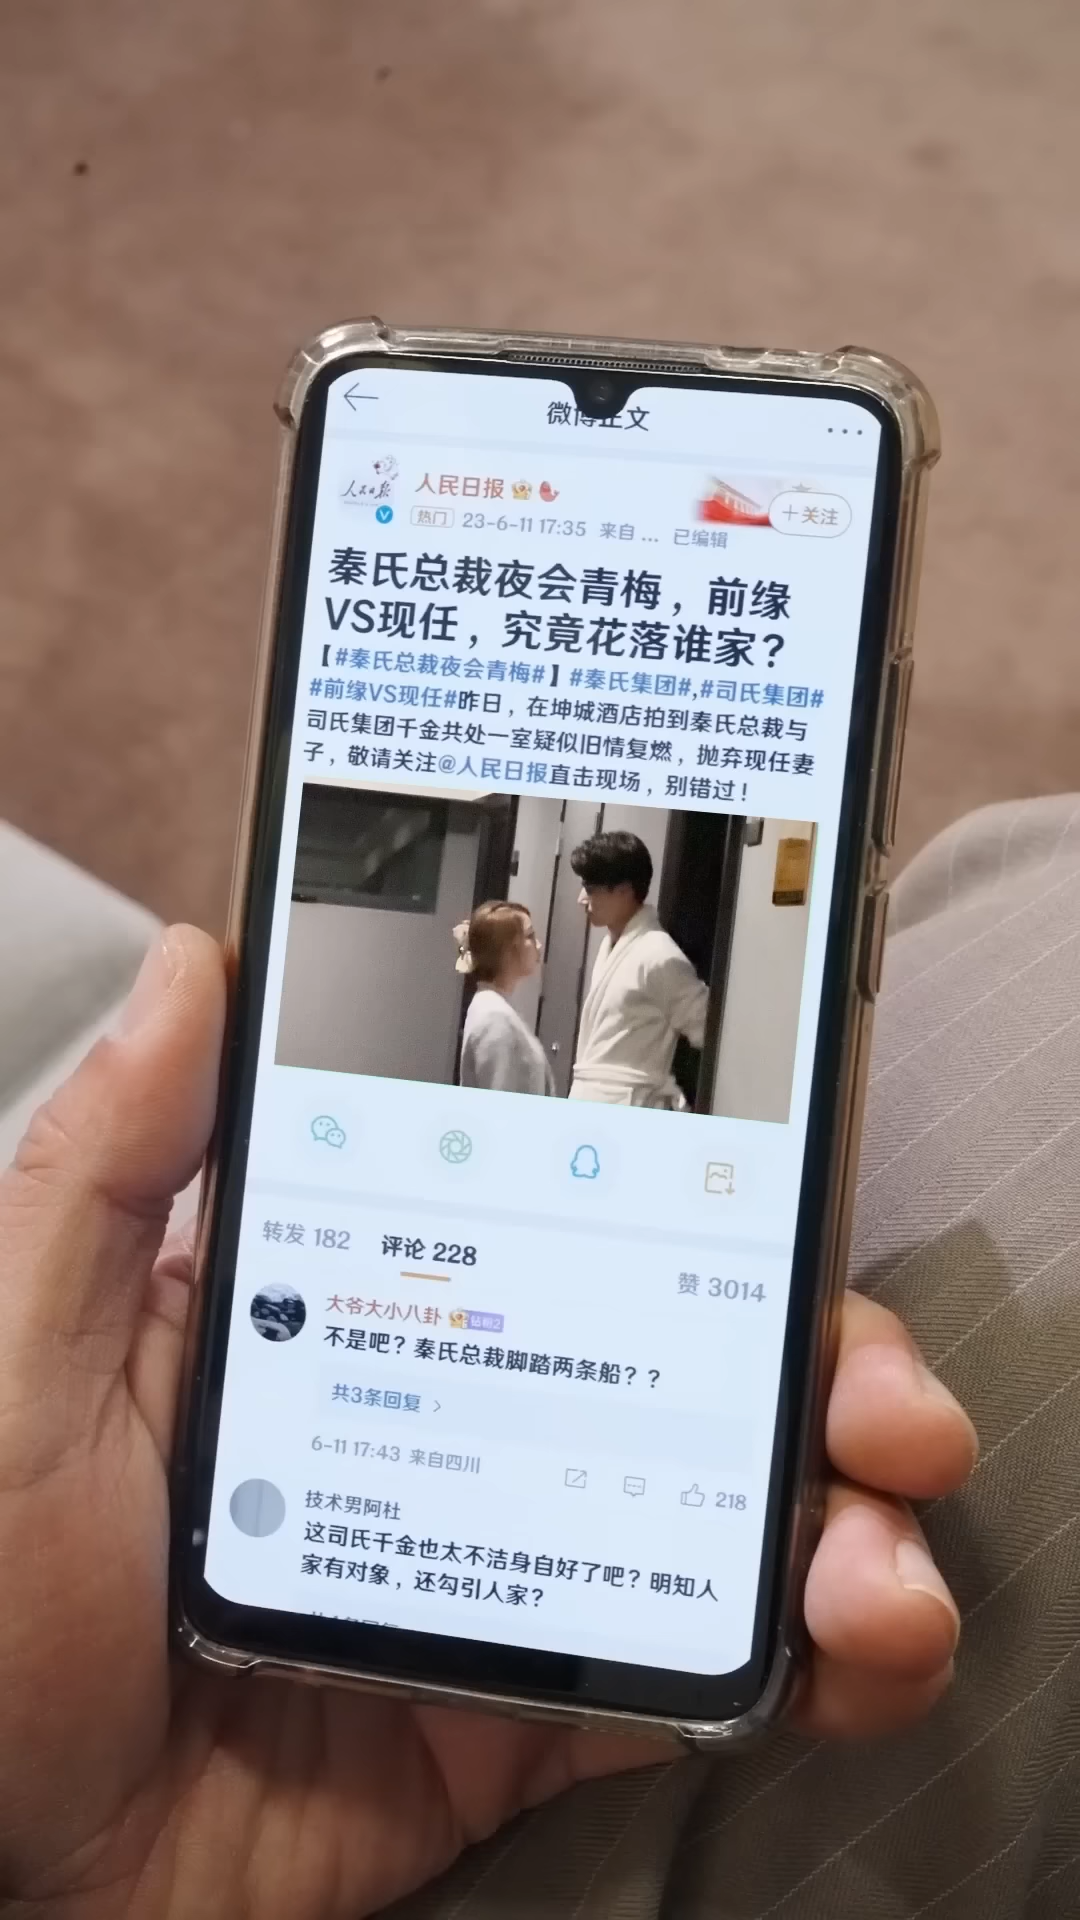 微博正文
人民日报
人民日报
热门 23-6-11 17:35 来自 ... 已编辑
+关注
秦氏总裁夜会青梅，前缘
VS现任，究竟花落谁家？
【#秦氏总裁夜会青梅#】#秦氏集团#,#司氏集团#
#前缘VS现任#昨日，在坤城酒店拍到秦氏总裁与
司氏集团千金共处一室疑似旧情复燃，抛弃现任妻
子，敬请关注@人民日报直击现场，别错过！
转发 182 评论 228 赞 3014
大爷大小八卦
不是吧？秦氏总裁脚踏两条船？？
共3条回复 >
6-11 17:43 来自四川 218
技术男阿杜
这司氏千金也太不洁身自好了吧？明知人
家有对象，还勾引人家？